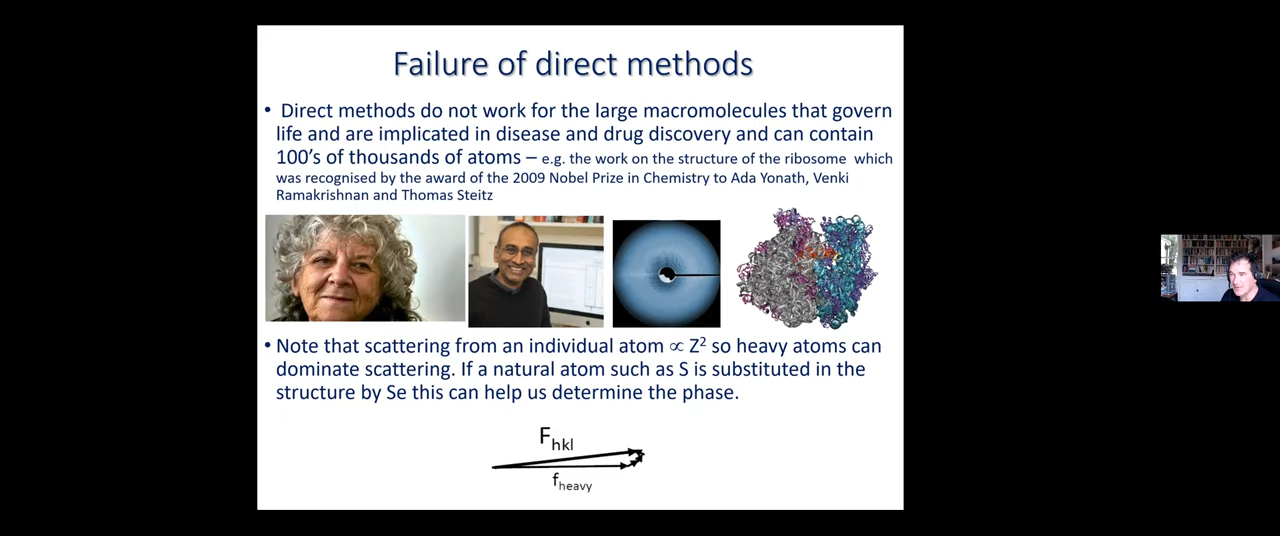 Failure of direct methods
• Direct methods do not work for the large macromolecules that govern
life and are implicated in disease and drug discovery and can contain
100’s of thousands of atoms – e.g. the work on the structure of the ribosome which
was recognised by the award of the 2009 Nobel Prize in Chemistry to Ada Yonath, Venki
Ramakrishnan and Thomas Steitz
• Note that scattering from an individual atom ∝ Z² so heavy atoms can
dominate scattering. If a natural atom such as S is substituted in the
structure by Se this can help us determine the phase.
Fhkl
fheavy